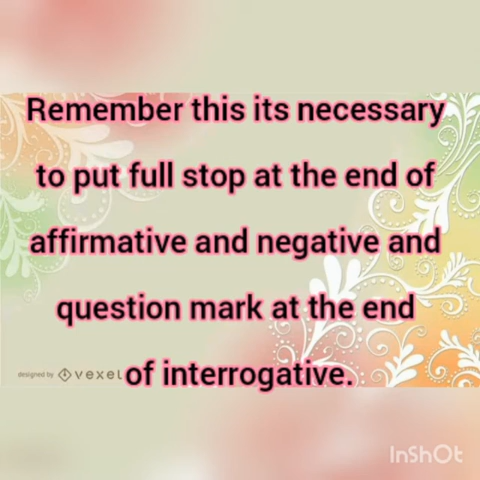 Remember this its necessary
to put full stop at the end of
affirmative and negative and
question mark at the end
designed by vexel of interrogative.
InShOt